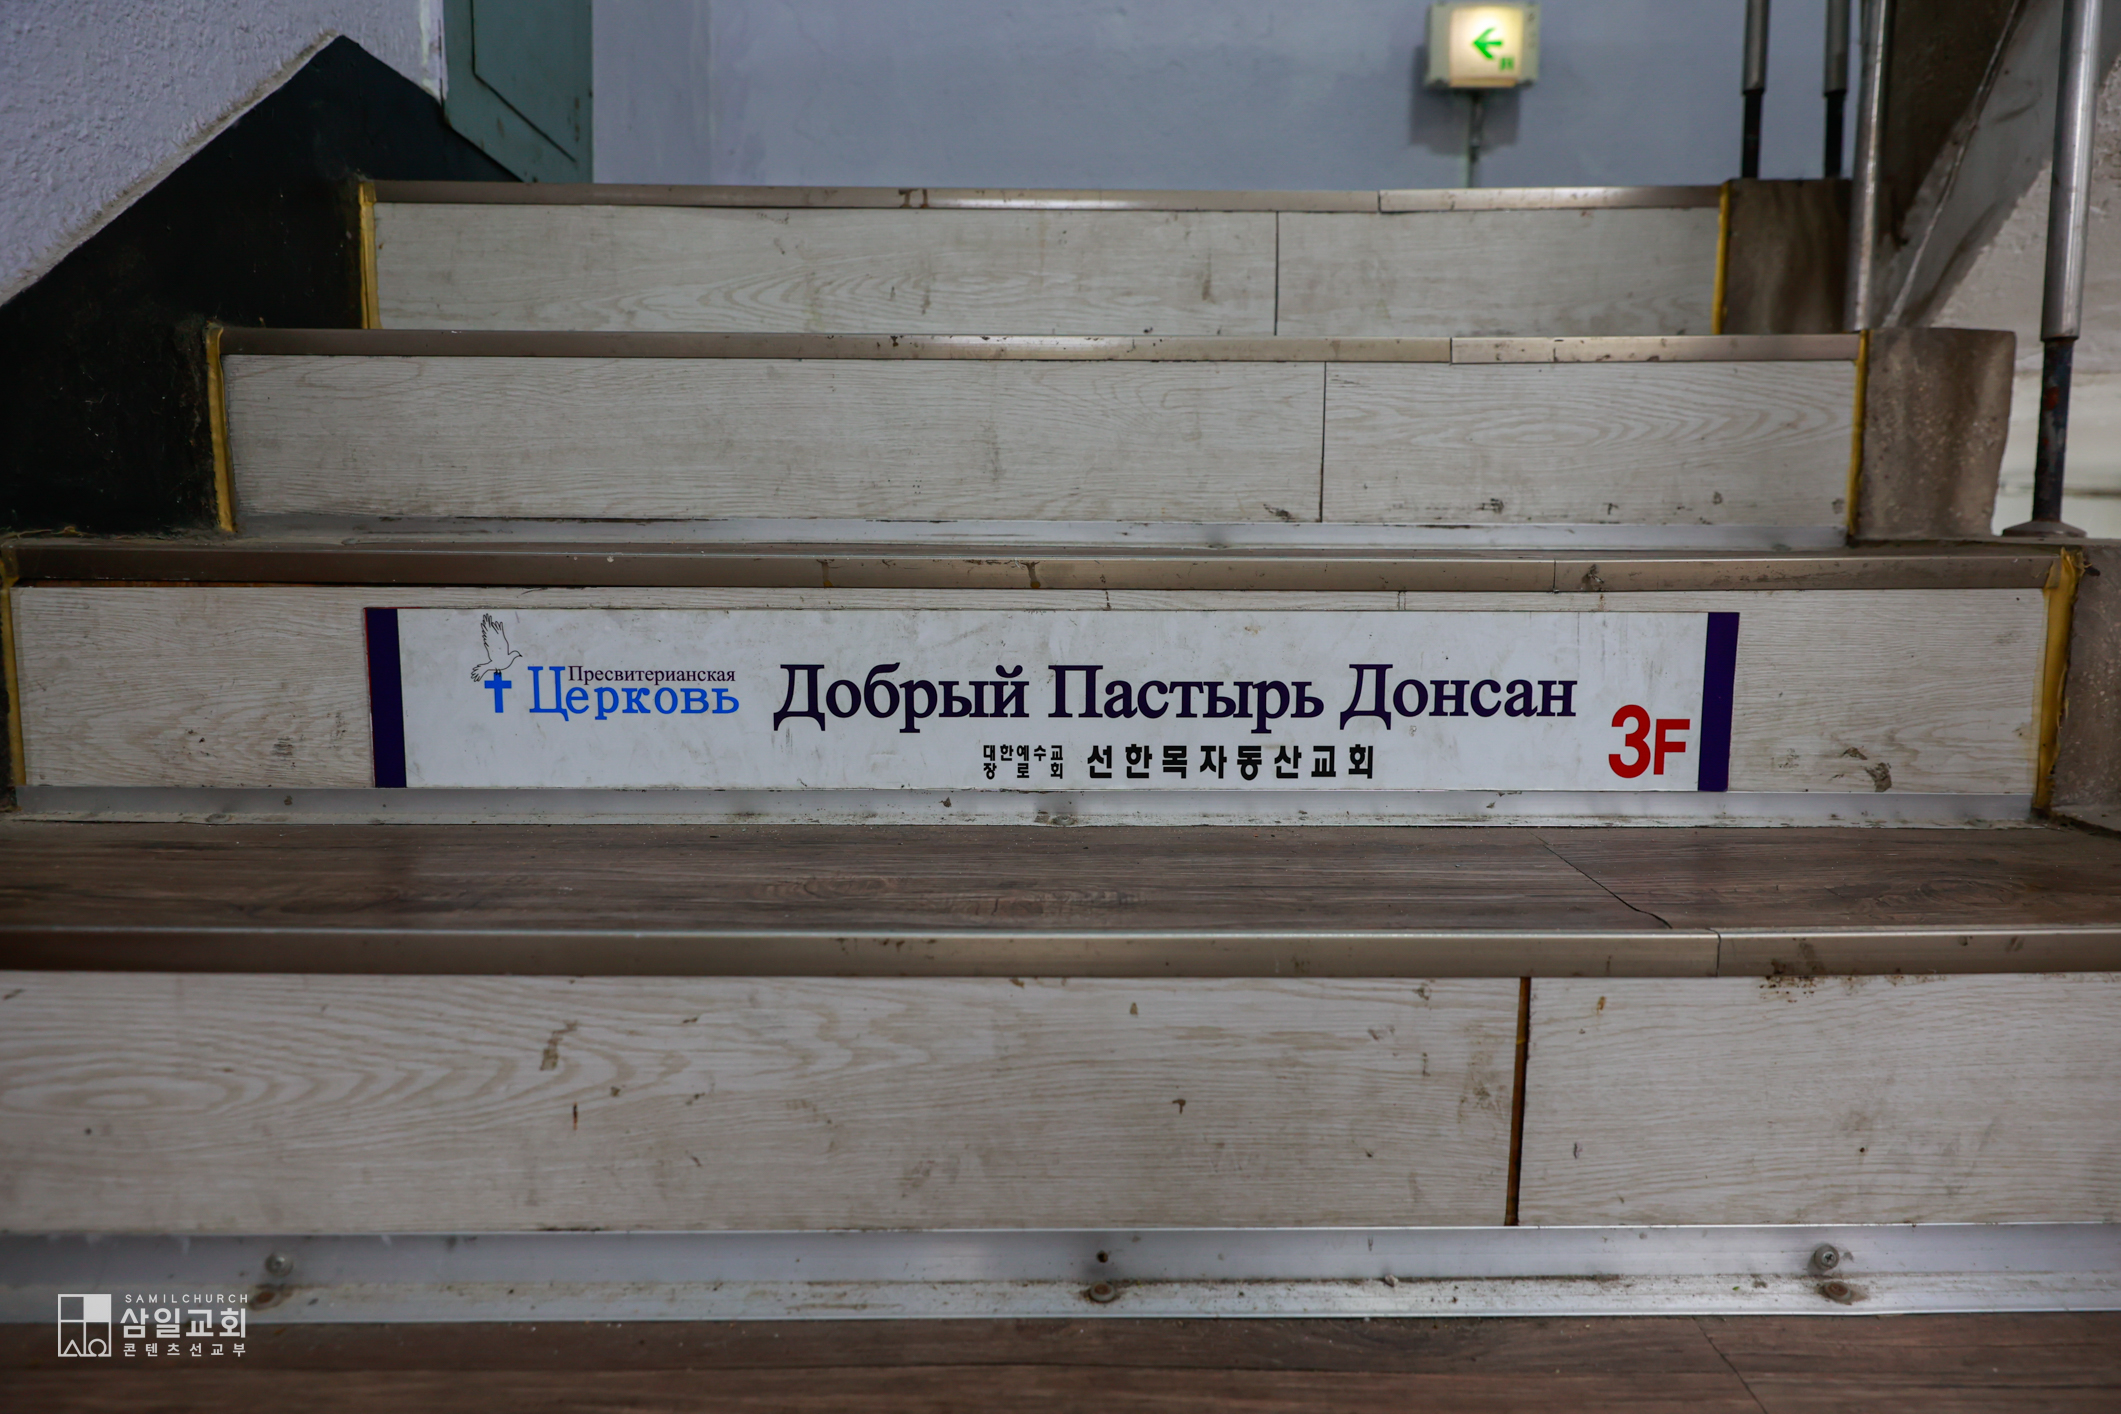 Пресвитерианская
Церковь
Добрый Пастырь Донсан
대한예수교
장로회
선한목자동산교회
3F
SAMILCHURCH
삼일교회
콘텐츠선교부